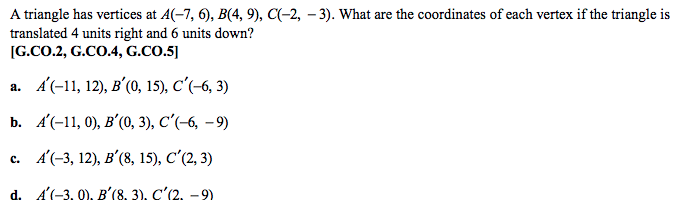 A triangle has vertices at A(−7, 6), B(4, 9), C(−2, − 3). What are the coordinates of each vertex if the triangle is
translated 4 units right and 6 units down?
[G.CO.2, G.CO.4, G.CO.5]
a. A′(−11, 12), B′(0, 15), C′(−6, 3)
b. A′(−11, 0), B′(0, 3), C′(−6, −9)
c. A′(−3, 12), B′(8, 15), C′(2, 3)
d. A′(−3, 0), B′(8, 3), C′(2, −9)